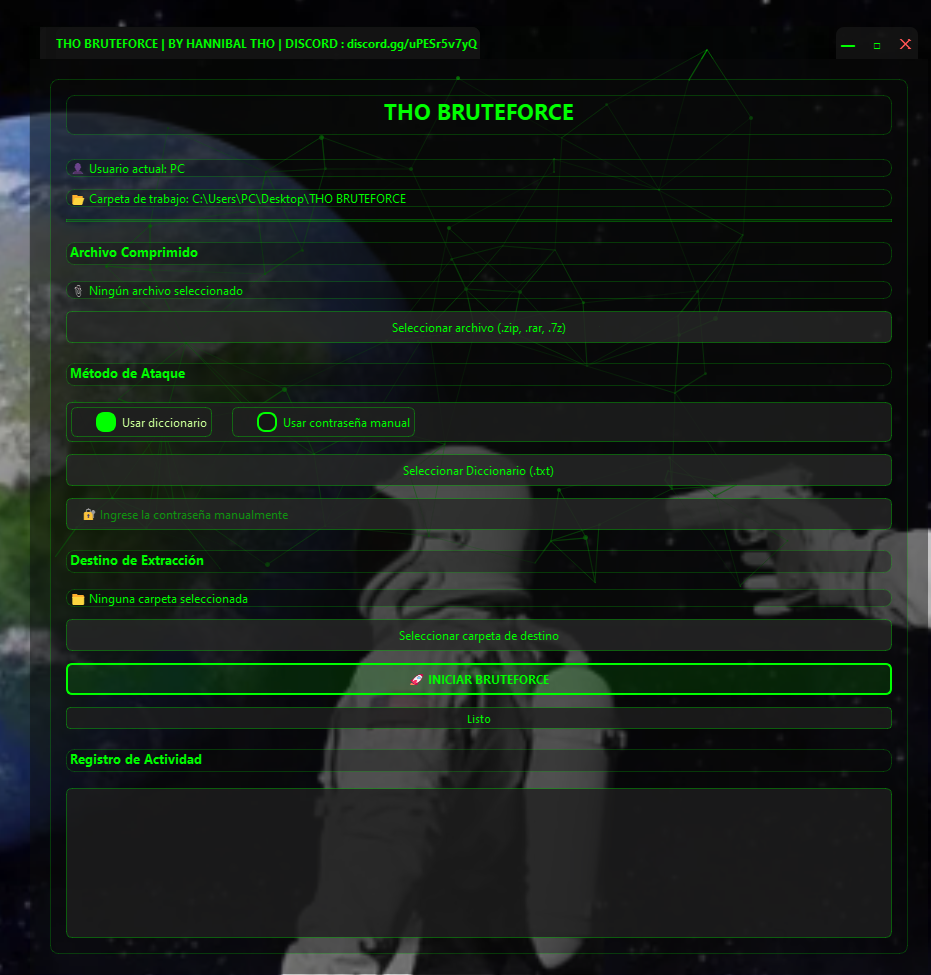 THO BRUTEFORCE | BY HANNIBAL THO | DISCORD : discord.gg/uPESr5v7yQ
THO BRUTEFORCE
Usuario actual: PC
Carpeta de trabajo: C:\Users\PC\Desktop\THO BRUTEFORCE
Archivo Comprimido
Ningún archivo seleccionado
Seleccionar archivo (.zip, .rar, .7z)
Método de Ataque
Usar diccionario
Usar contraseña manual
Seleccionar Diccionario (.txt)
Ingrese la contraseña manualmente
Destino de Extracción
Ninguna carpeta seleccionada
Seleccionar carpeta de destino
INICIAR BRUTEFORCE
Listo
Registro de Actividad